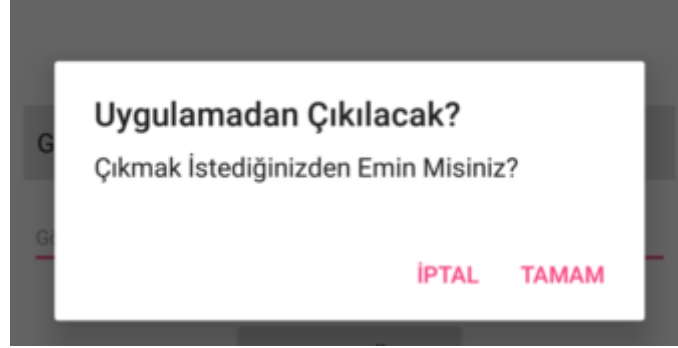 Uygulamadan Çıkılacak?
Çıkmak İstediğinizden Emin Misiniz?
İPTAL TAMAM